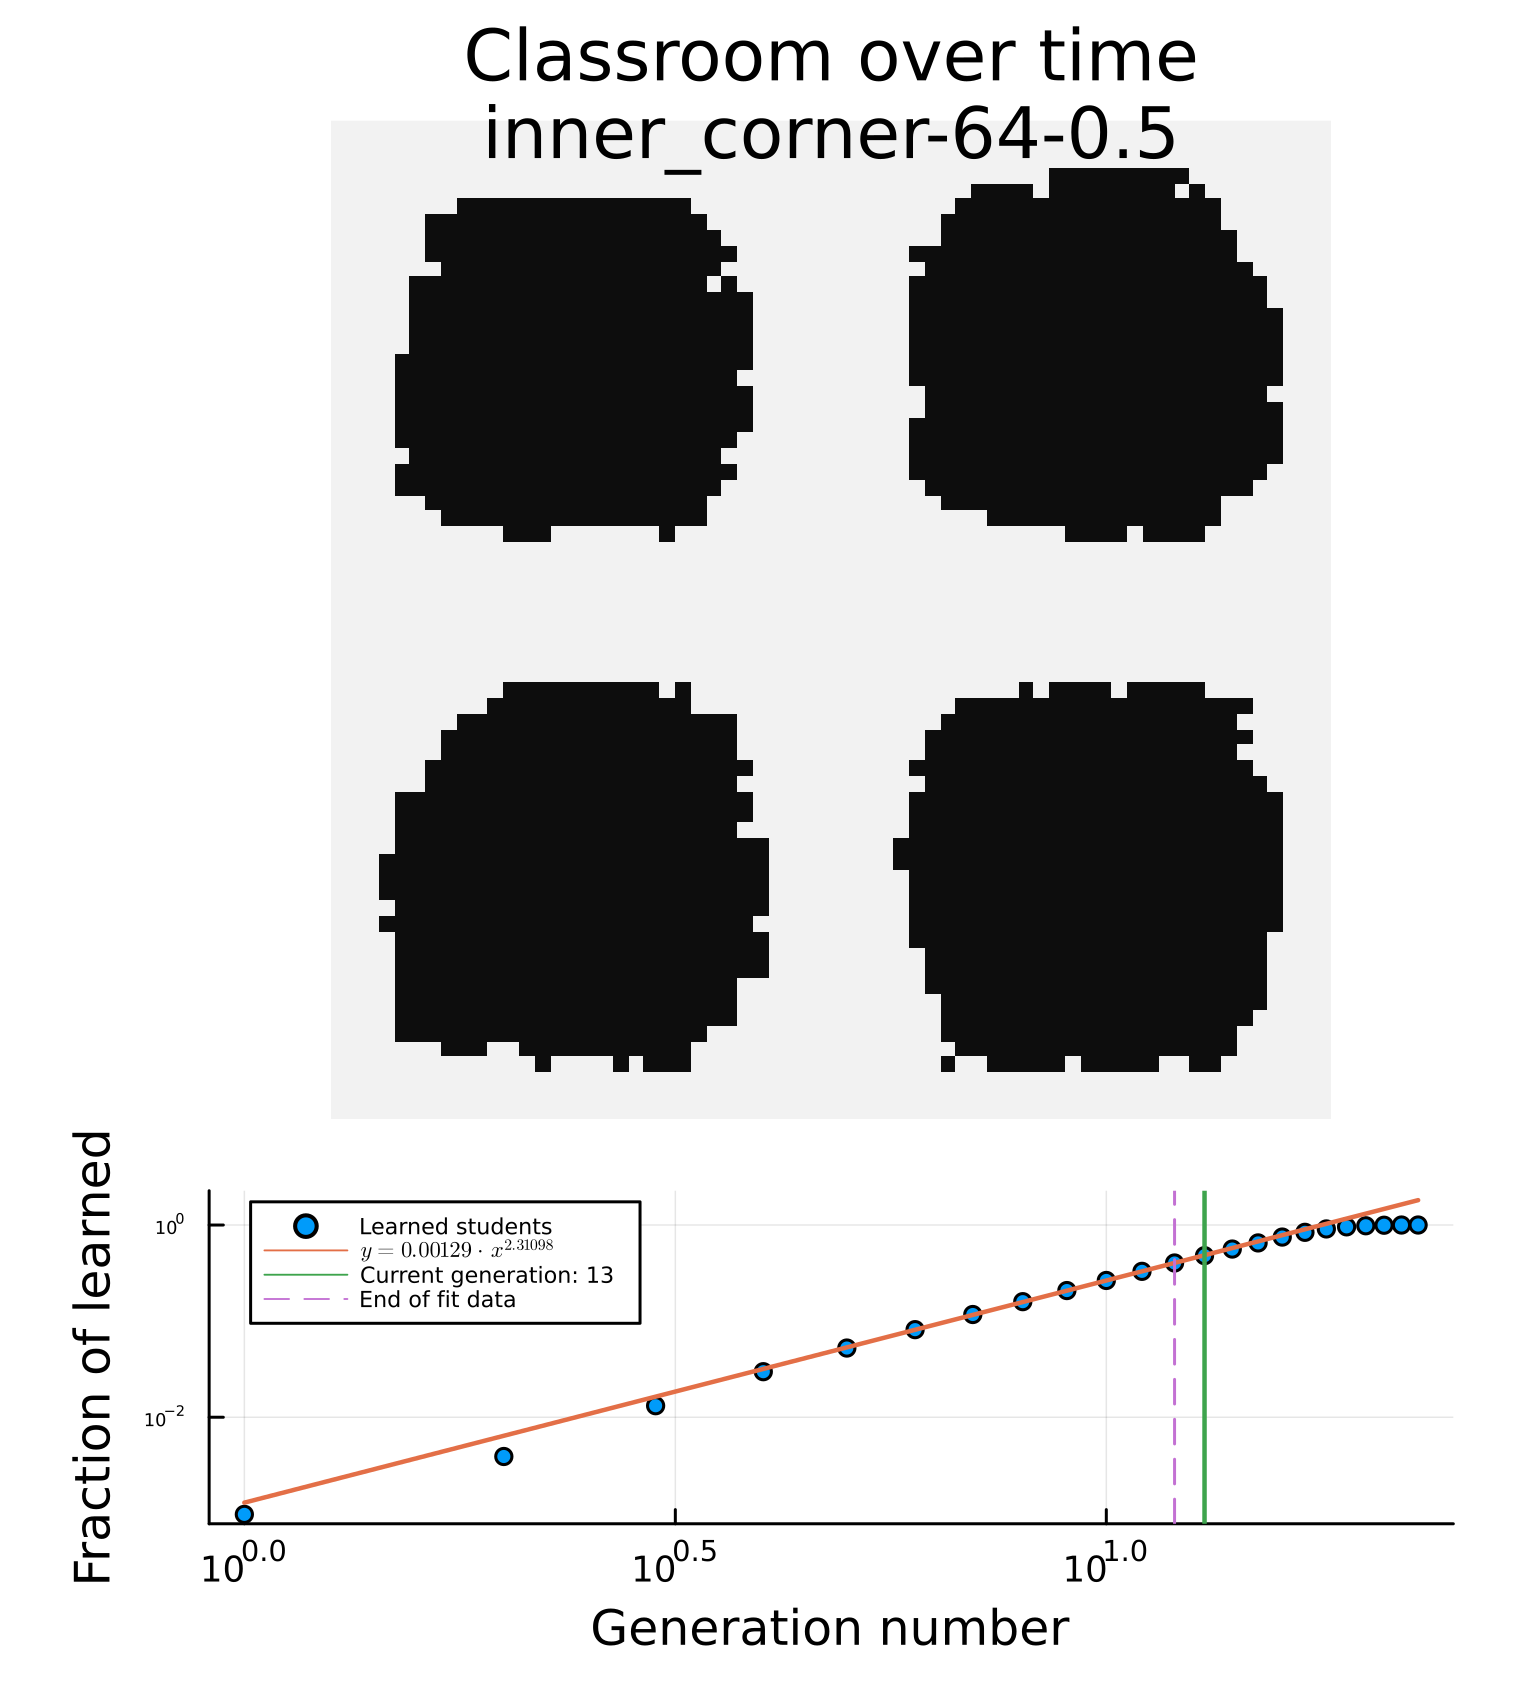 Classroom over time
inner_corner-64-0.5
Fraction of learned
10^0
10^−2
Learned students
y = 0.00129 · x^2.31098
Current generation: 13
End of fit data
10^0.0
10^0.5
10^1.0
Generation number